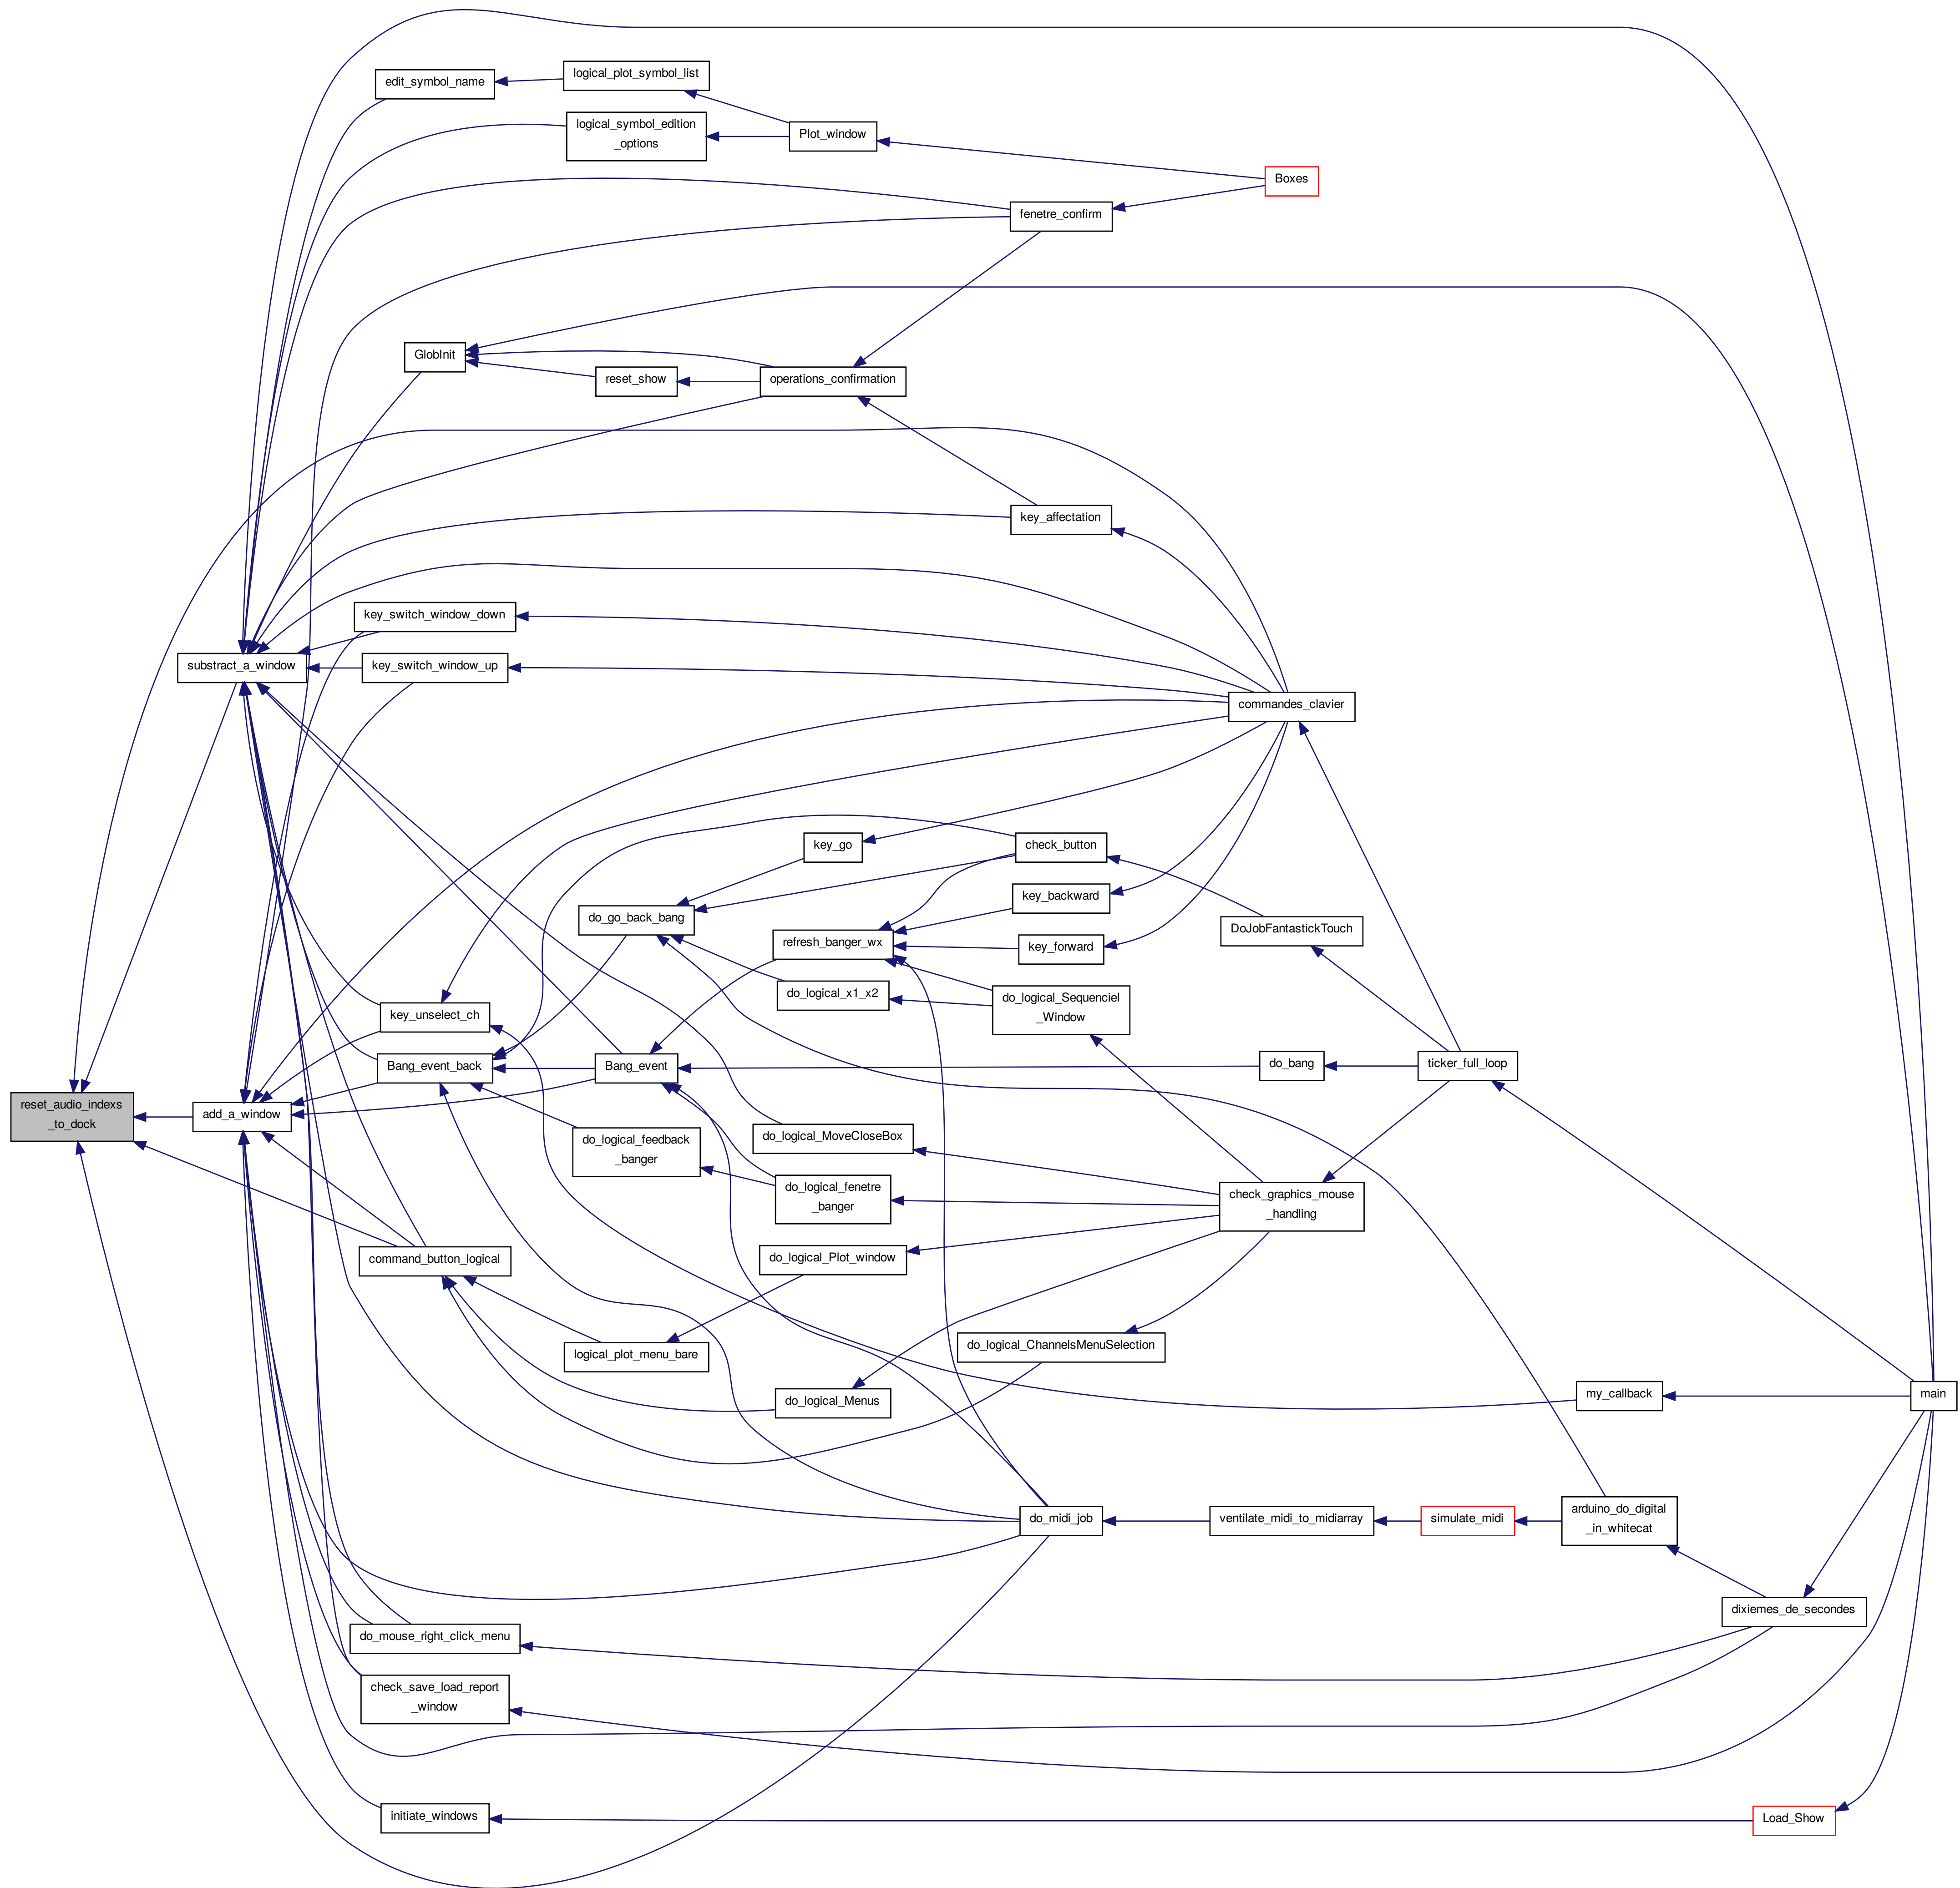 edit_symbol_name
logical_plot_symbol_list
logical_symbol_edition
_options
Plot_window
Boxes
fenetre_confirm
GlobInit
reset_show
operations_confirmation
key_affectation
key_switch_window_down
substract_a_window
key_switch_window_up
commandes_clavier
key_go
check_button
key_backward
do_go_back_bang
DoJobFantastickTouch
refresh_banger_wx
key_forward
do_logical_x1_x2
do_logical_Sequenciel
_Window
key_unselect_ch
Bang_event_back
Bang_event
do_bang
ticker_full_loop
reset_audio_indexs
_to_dock
add_a_window
do_logical_MoveCloseBox
do_logical_feedback
_banger
do_logical_fenetre
_banger
check_graphics_mouse
_handling
command_button_logical
do_logical_Plot_window
do_logical_ChannelsMenuSelection
logical_plot_menu_bare
do_logical_Menus
my_callback
main
do_midi_job
ventilate_midi_to_midiarray
simulate_midi
arduino_do_digital
_in_whitecat
dixiemes_de_secondes
do_mouse_right_click_menu
check_save_load_report
_window
initiate_windows
Load_Show